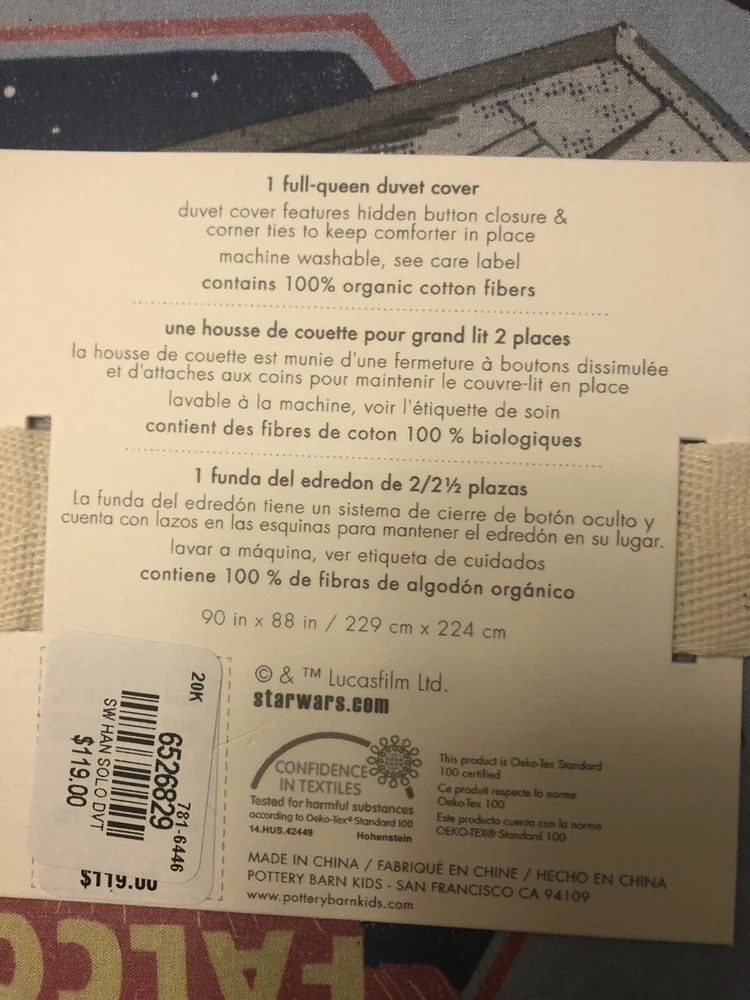 1 full-queen duvet cover
duvet cover features hidden button closure &
corner ties to keep comforter in place
machine washable, see care label
contains 100% organic cotton fibers
une housse de couette pour grand lit 2 places
la housse de couette est munie d'une fermeture à boutons dissimulée
et d'attaches aux coins pour maintenir le couvre-lit en place
lavable à la machine, voir l'étiquette de soin
contient des fibres de coton 100 % biologiques
1 funda del edredon de 2/2½ plazas
La funda del edredón tiene un sistema de cierre de botón oculto y
cuenta con lazos en las esquinas para mantener el edredón en su lugar.
lavar a máquina, ver etiqueta de cuidados
contiene 100 % de fibras de algodón orgánico
90 in x 88 in / 229 cm x 224 cm
© & ™ Lucasfilm Ltd.
starwars.com
CONFIDENCE
IN TEXTILES
Tested for harmful substances
according to Oeko-Tex® Standard 100
14.HUS.42449 Hohenstein
This product is Oeko-Tex Standard
100 certified
Ce produit respecte la norme
Oeko-Tex 100
Este producto cuenta con la norma
OEKO-TEX® Standard 100
MADE IN CHINA / FABRIQUÉ EN CHINE / HECHO EN CHINA
POTTERY BARN KIDS - SAN FRANCISCO CA 94109
www.potterybarnkids.com
20K
781-6446
6526829
SW HAN SOLO DVT
$119.00
$119.00
FALCO